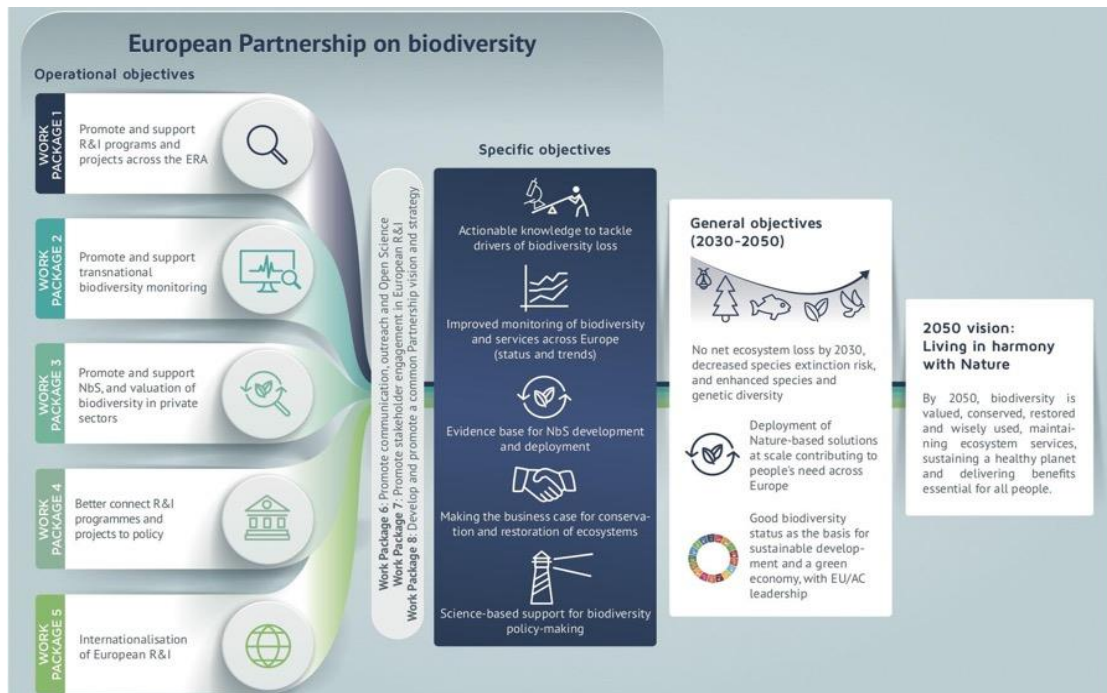 European Partnership on biodiversity
Operational objectives
WORK
PACKAGE 1
Promote and support
R&I programs and
projects across the ERA
WORK
PACKAGE 2
Promote and support
transnational
biodiversity monitoring
WORK
PACKAGE 3
Promote and support
NbS, and valuation of
biodiversity in private
sectors
WORK
PACKAGE 4
Better connect R&I
programmes and
projects to policy
WORK
PACKAGE 5
Internationalisation
of European R&I
Work Package 6: Promote communication, outreach and Open Science
Work Package 7: Promote stakeholder engagement in European R&I
Work Package 8: Develop and promote a common Partnership vision and strategy
Specific objectives
Actionable knowledge to tackle
drivers of biodiversity loss
Improved monitoring of biodiversity
and services across Europe
(status and trends)
Evidence base for NbS development
and deployment
Making the business case for conserva-
tion and restoration of ecosystems
Science-based support for biodiversity
policy-making
General objectives
(2030-2050)
No net ecosystem loss by 2030,
decreased species extinction risk,
and enhanced species and
genetic diversity
Deployment of
Nature-based solutions
at scale contributing to
people's need across
Europe
Good biodiversity
status as the basis for
sustainable develop-
ment and a green
economy, with EU/AC
leadership
2050 vision:
Living in harmony
with Nature
By 2050, biodiversity is
valued, conserved, restored
and wisely used, maintai-
ning ecosystem services,
sustaining a healthy planet
and delivering benefits
essential for all people.